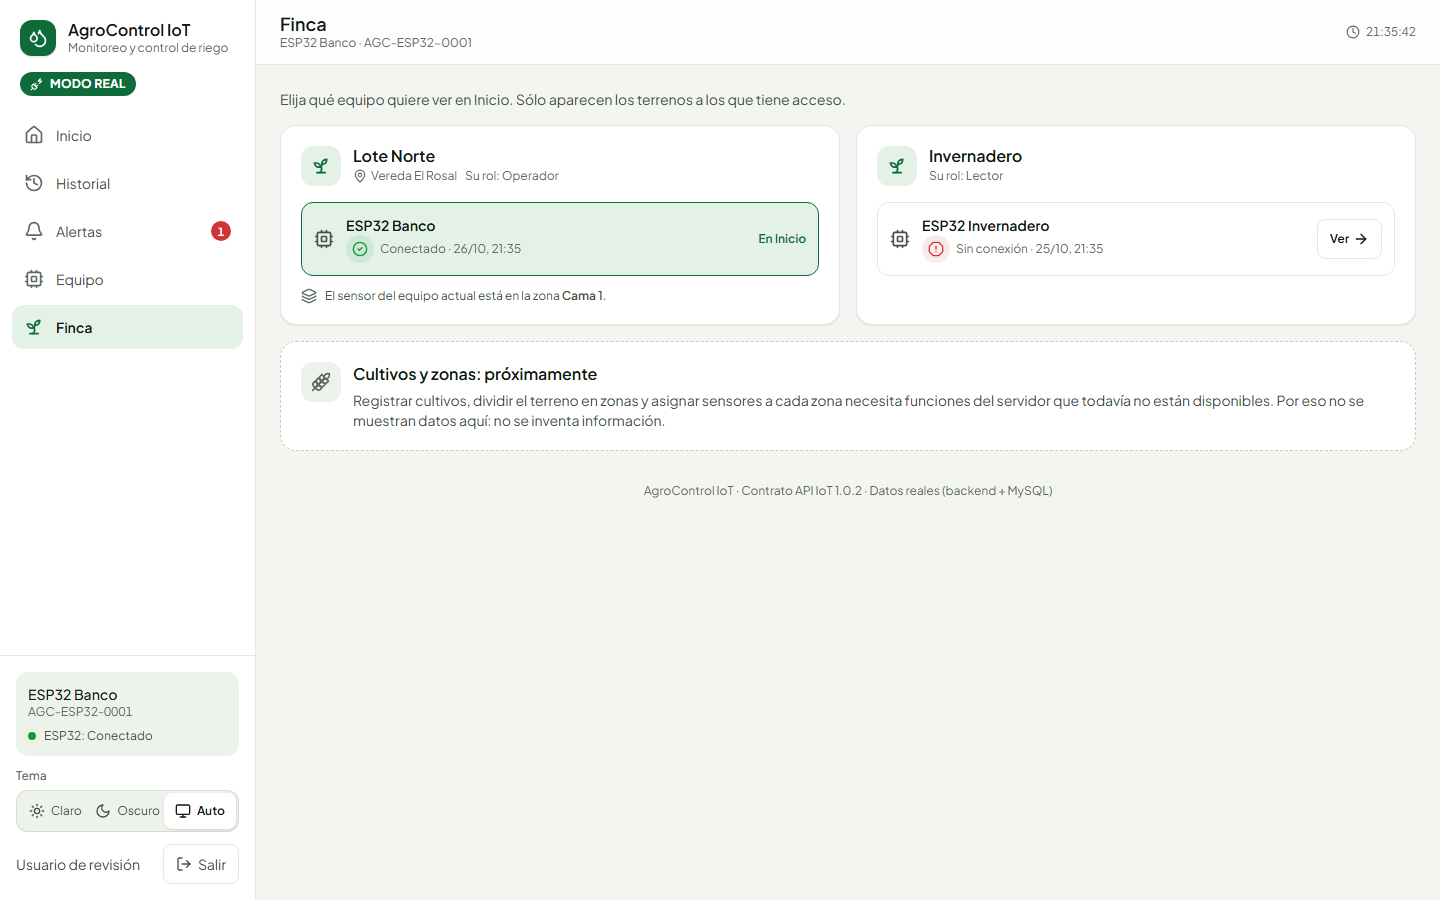 AgroControl IoT
Monitoreo y control de riego
MODO REAL
Inicio
Historial
Alertas
1
Equipo
Finca
ESP32 Banco
AGC-ESP32-0001
ESP32: Conectado
Tema
Claro
Oscuro
Auto
Usuario de revisión
Salir
Finca
ESP32 Banco · AGC-ESP32-0001
21:35:42
Elija qué equipo quiere ver en Inicio. Sólo aparecen los terrenos a los que tiene acceso.
Lote Norte
Vereda El Rosal Su rol: Operador
ESP32 Banco
Conectado · 26/10, 21:35
En Inicio
El sensor del equipo actual está en la zona Cama 1.
Invernadero
Su rol: Lector
ESP32 Invernadero
Sin conexión · 25/10, 21:35
Ver
Cultivos y zonas: próximamente
Registrar cultivos, dividir el terreno en zonas y asignar sensores a cada zona necesita funciones del servidor que todavía no están disponibles. Por eso no se
muestran datos aquí: no se inventa información.
AgroControl IoT · Contrato API IoT 1.0.2 · Datos reales (backend + MySQL)